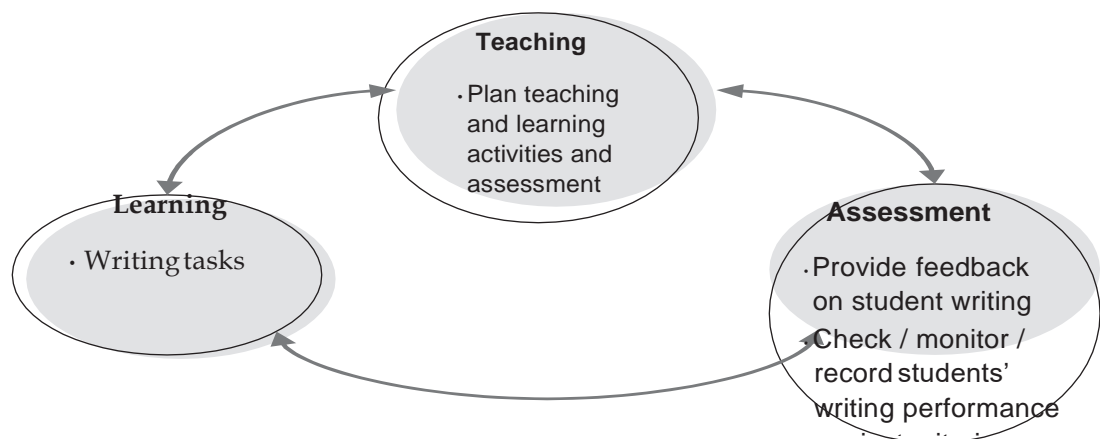 Teaching
· Plan teaching
and learning
activities and
assessment
Learning
· Writing tasks
Assessment
· Provide feedback
on student writing
· Check / monitor /
record students’
writing performance